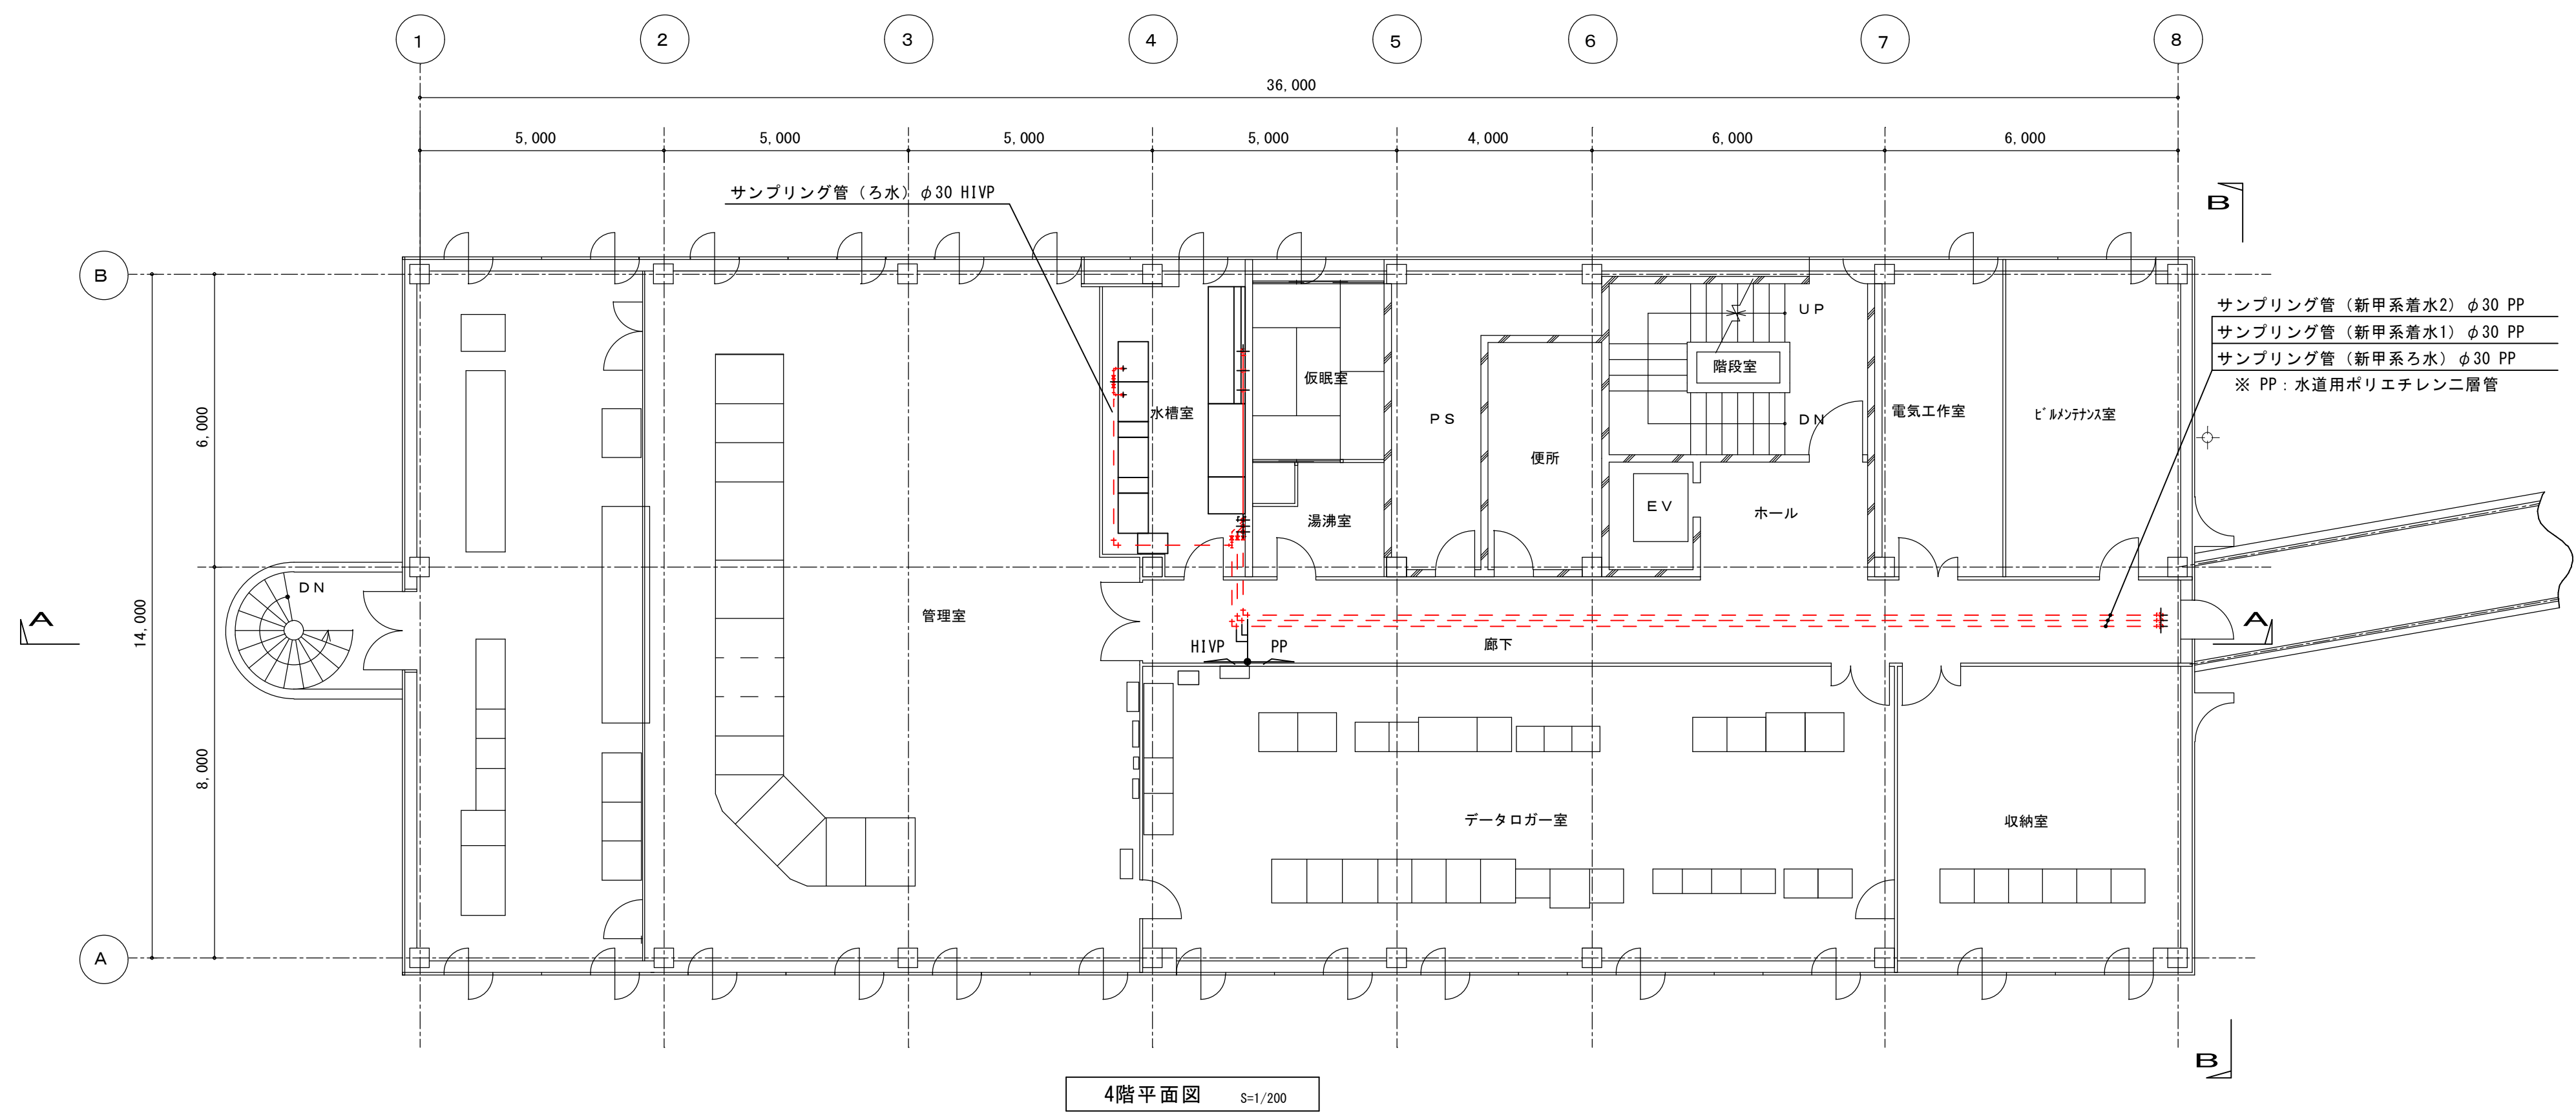 1
2
3
4
5
6
7
8
36,000
5,000
5,000
5,000
5,000
4,000
6,000
6,000
サンプリング管（ろ水）φ30 HIVP
B
B
サンプリング管（新甲系着水2）φ30 PP
サンプリング管（新甲系着水1）φ30 PP
サンプリング管（新甲系ろ水）φ30 PP
※ PP：水道用ポリエチレン二層管
UP
階段室
仮眠室
水槽室
PS
DN
電気工作室
ﾋﾞﾙﾒﾝﾃﾅﾝｽ室
6,000
便所
EV
ホール
湯沸室
DN
14,000
A
管理室
A
HIVP
PP
廊下
8,000
データロガー室
収納室
A
B
4階平面図
S=1/200